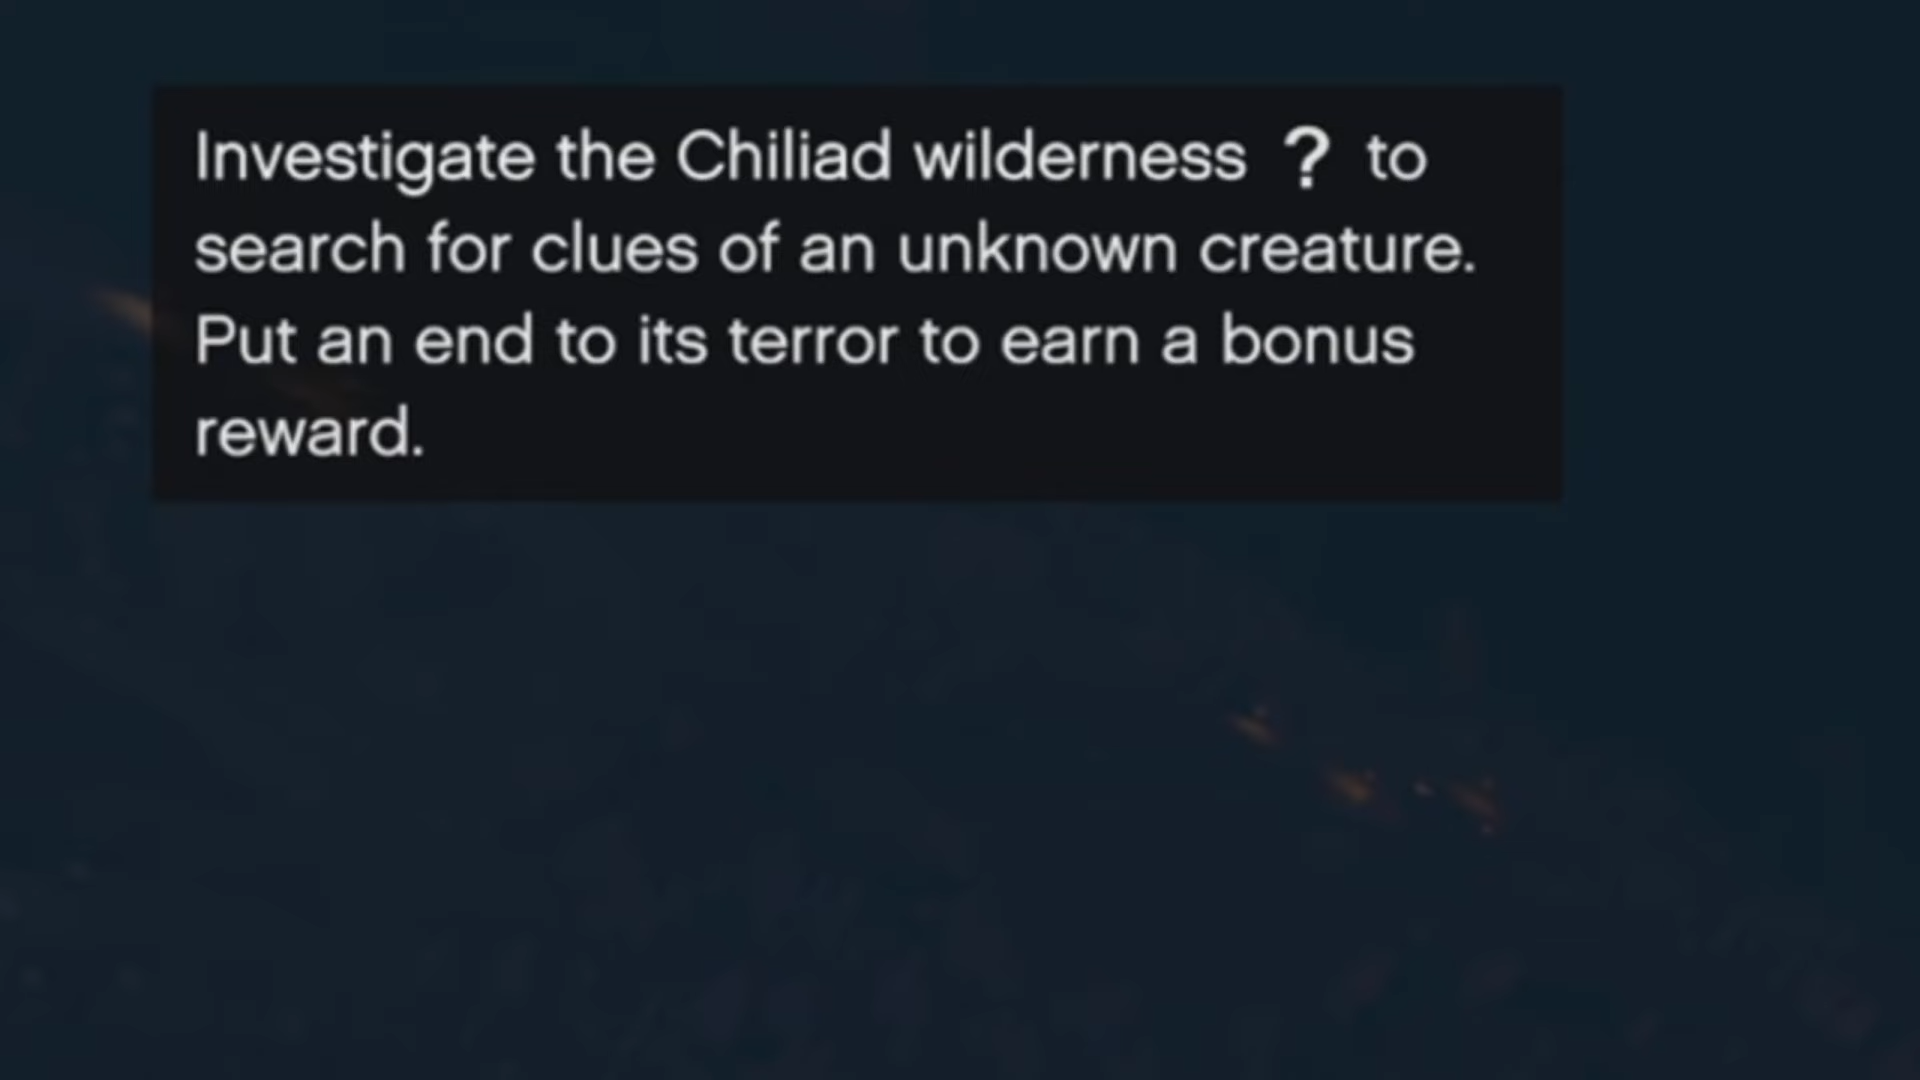 Investigate the Chiliad wilderness ? to
search for clues of an unknown creature.
Put an end to its terror to earn a bonus
reward.